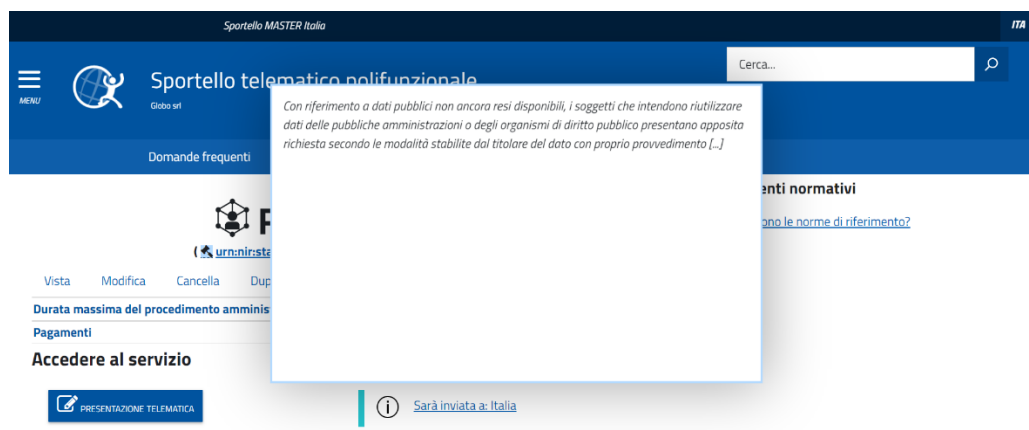 Sportello MASTER Italia
ITA
MENU
Sportello telematico polifunzionale
Globo srl
Cerca...
Domande frequenti
Con riferimento a dati pubblici non ancora resi disponibili, i soggetti che intendono riutilizzare
dati delle pubbliche amministrazioni o degli organismi di diritto pubblico presentano apposita
richiesta secondo le modalità stabilite dal titolare del dato con proprio provvedimento [...]
enti normativi
ono le norme di riferimento?
( urn:nir:sta
Vista Modifica Cancella Dup
Durata massima del procedimento amminis
Pagamenti
Accedere al servizio
PRESENTAZIONE TELEMATICA
Sarà inviata a: Italia